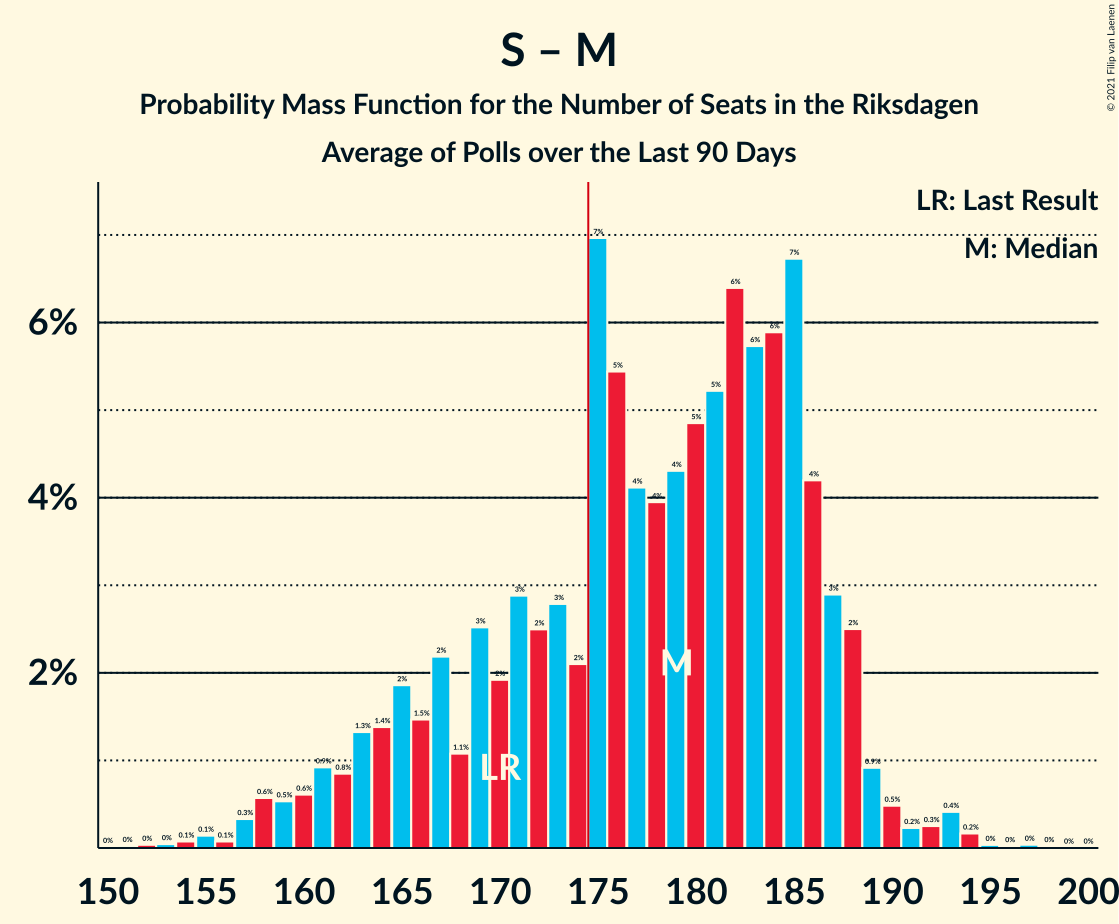 S – M
Probability Mass Function for the Number of Seats in the Riksdagen
Average of Polls over the Last 90 Days
© 2021 Filip van Laenen
LR: Last Result
M: Median
6%
4%
2%
0% 0% 0% 0% 0.1% 0.1% 0.1% 0.3% 0.6% 0.5% 0.6% 0.9% 0.8% 1.3% 1.4% 2% 1.5% 2% 1.1% 3% 2% 3% 2% 3% 2% 7% 5% 4% 4% 4% 5% 5% 6% 6% 6% 7% 4% 3% 2% 0.9% 0.5% 0.2% 0.3% 0.4% 0.2% 0% 0% 0% 0% 0% 0%
M
LR
150 155 160 165 170 175 180 185 190 195 200